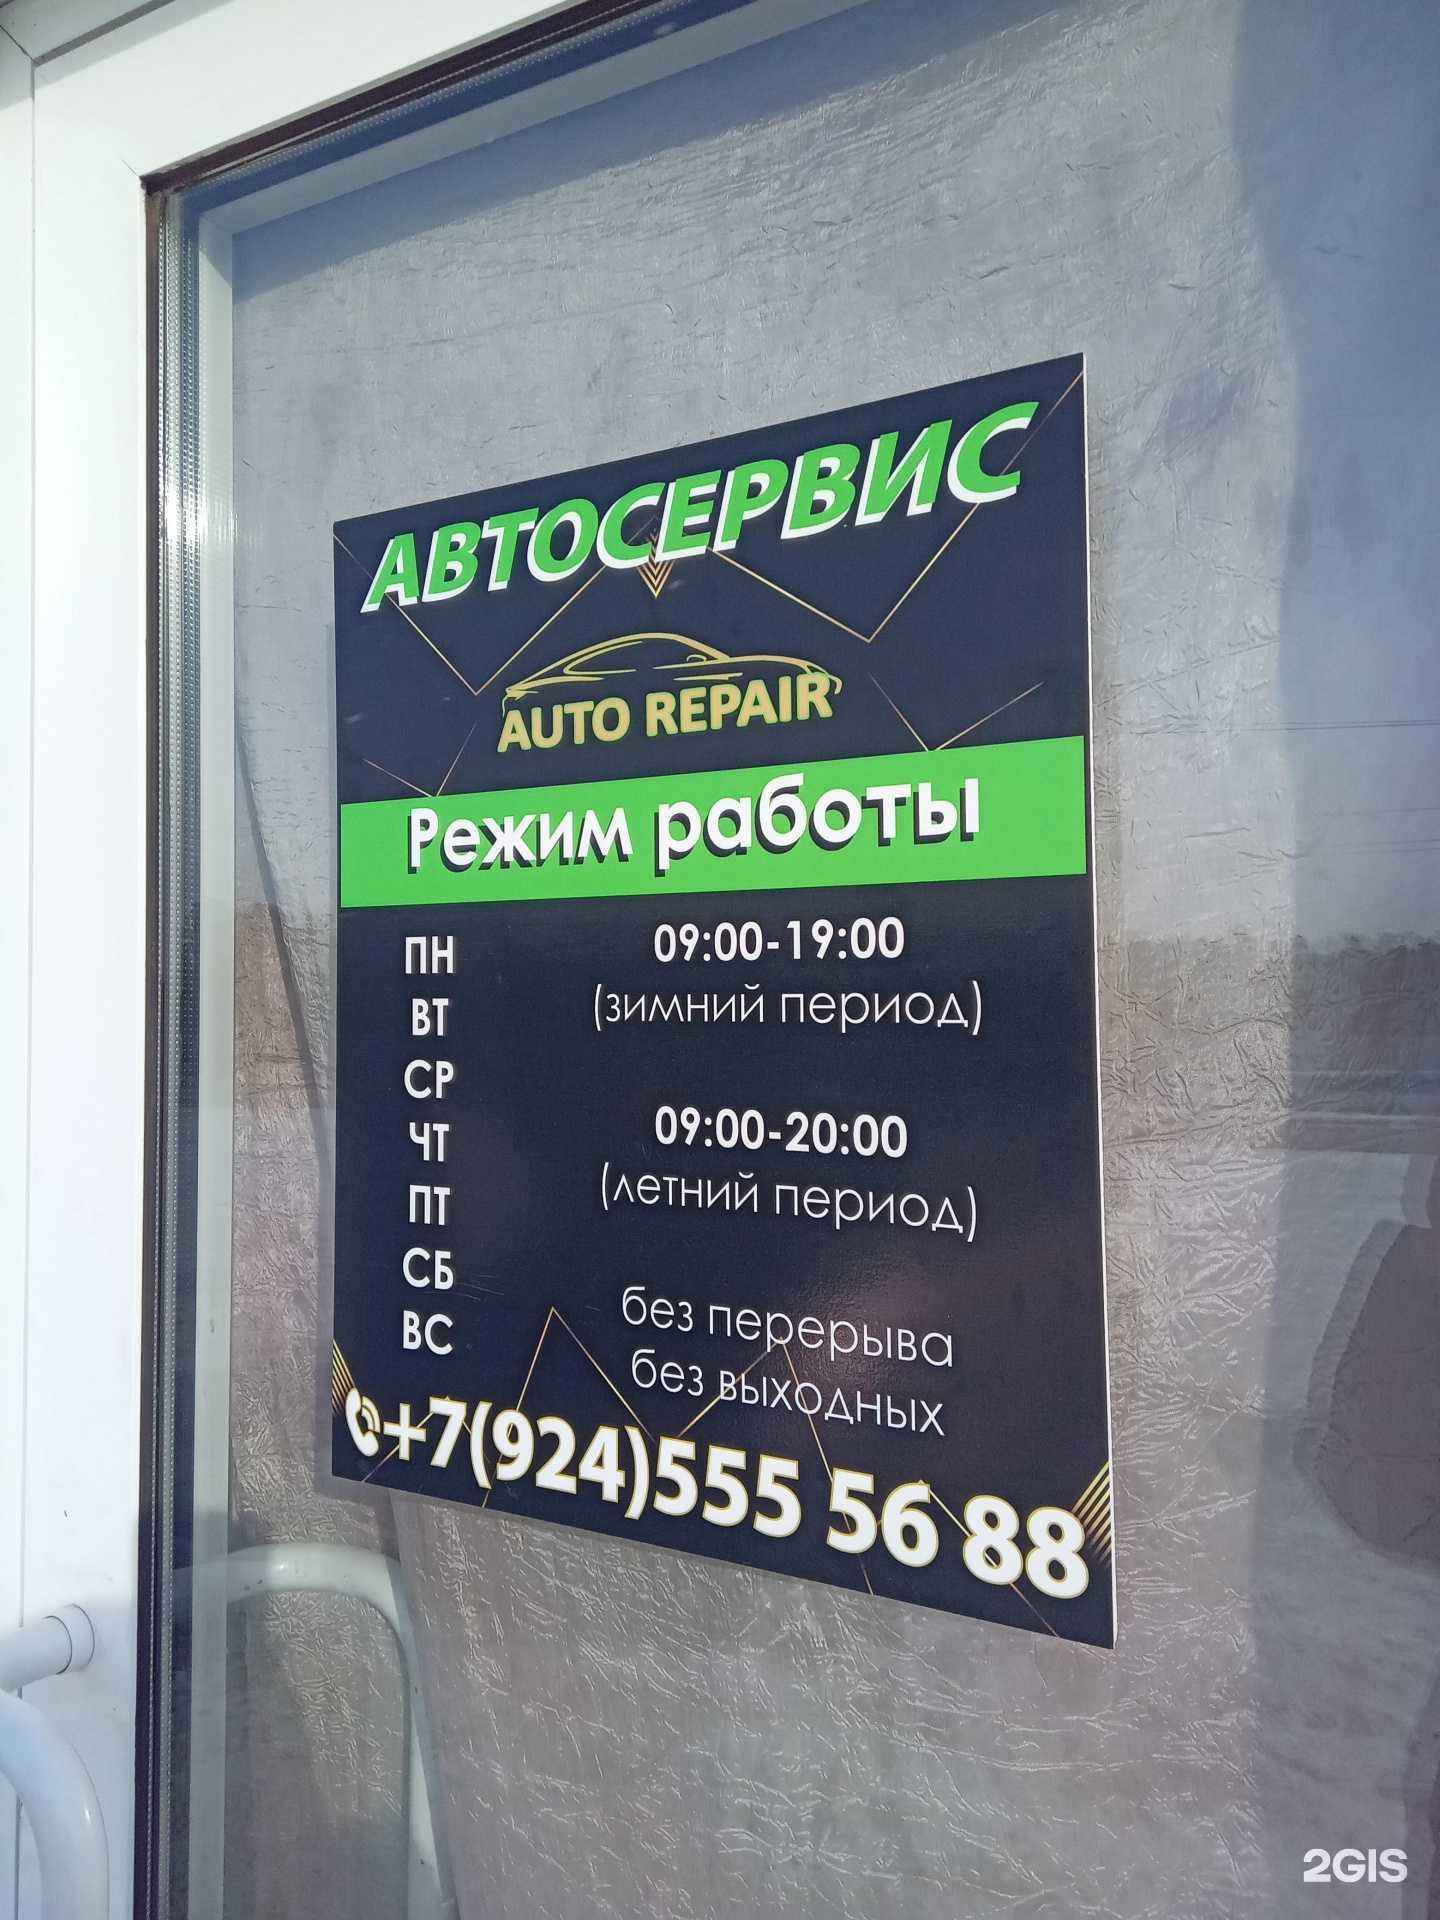 АВТОСЕРВИС
AUTO REPAIR
Режим работы
ПН
ВТ
СР
ЧТ
ПТ
СБ
ВС
09:00-19:00
(зимний период)
09:00-20:00
(летний период)
без перерыва
без выходных
+7(924)555 56 88
2GIS